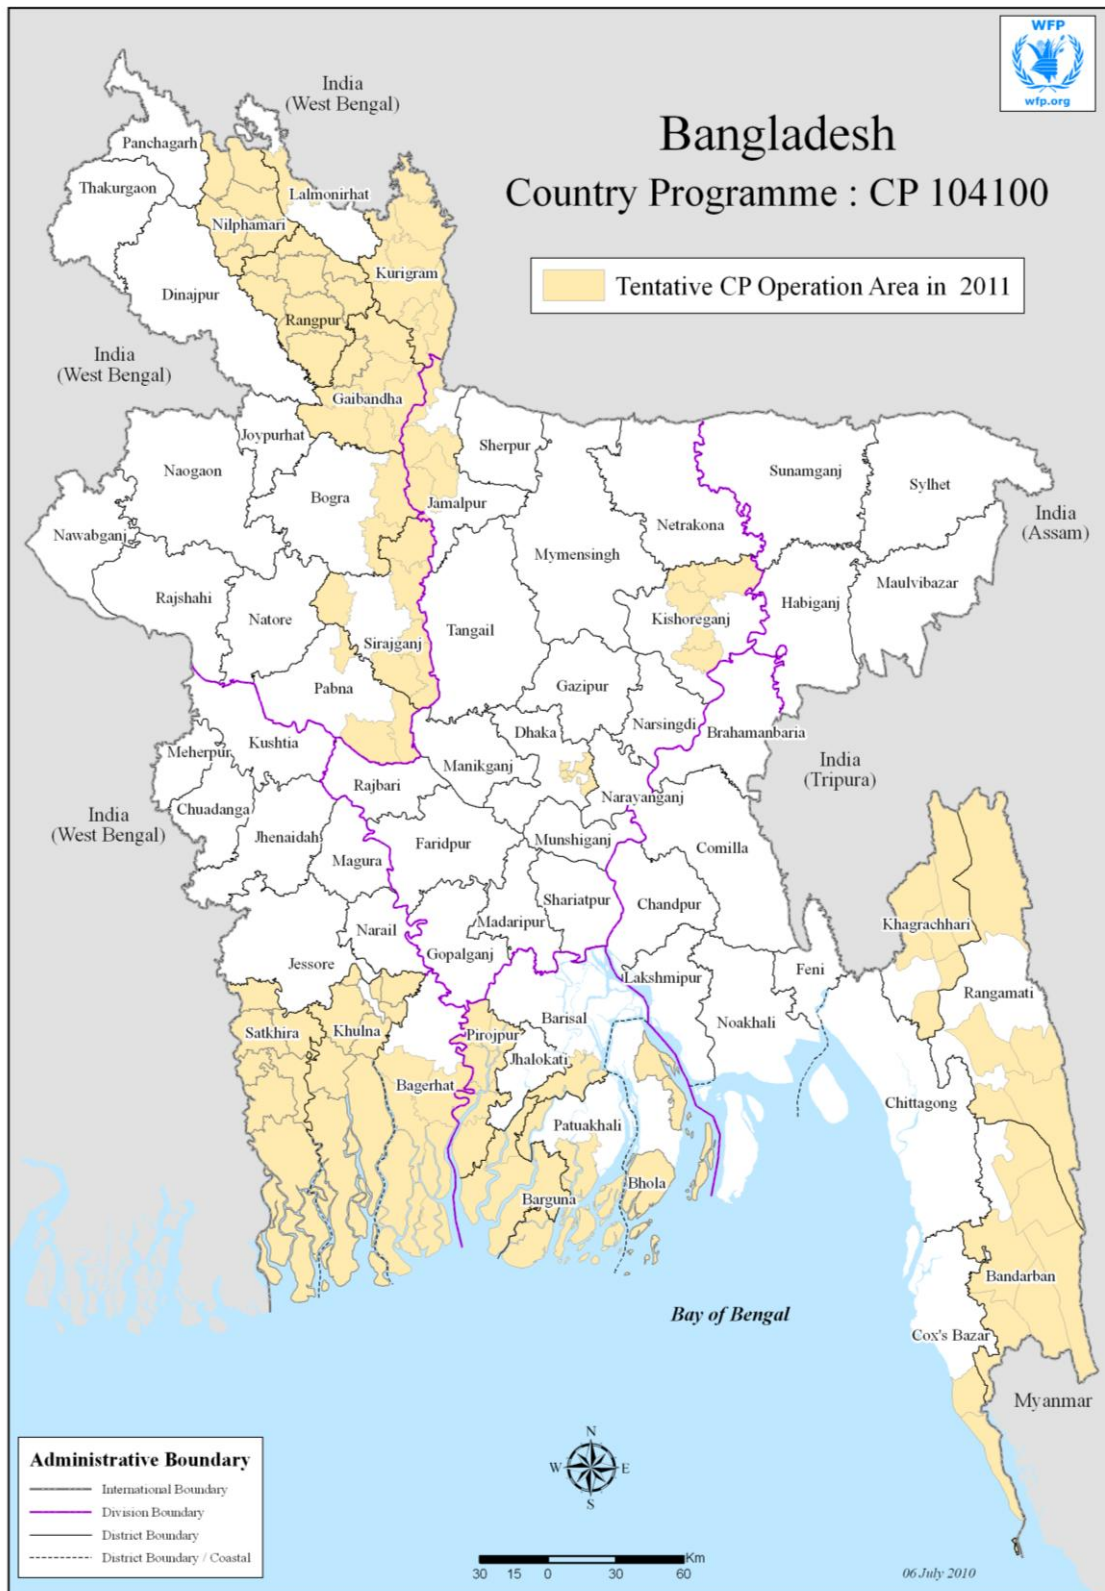 WFP
wfp.org
India
(West Bengal)
Bangladesh
Country Programme : CP 104100
Tentative CP Operation Area in 2011
Panchagarh
Thakurgaon
Lalmonirhat
Nilphamari
Kurigram
Dinajpur
Rangpur
India
(West Bengal)
Gaibandha
Joypurhat
Sherpur
Naogaon
Sunamganj
Sylhet
Bogra
Jamalpur
Netrakona
India
(Assam)
Nawabganj
Mymensingh
Maulvibazar
Rajshahi
Habiganj
Natore
Kishoreganj
Tangail
Sirajganj
Pabna
Gazipur
Narsingdi
Dhaka
Brahamanbaria
Kushtia
Meherpur
Manikganj
India
(Tripura)
Rajbari
Narayanganj
Chuadanga
India
(West Bengal)
Jhenaidah
Faridpur
Munshiganj
Comilla
Magura
Shariatpur
Chandpur
Madaripur
Khagrachhari
Narail
Gopalganj
Jessore
Lakshmipur
Feni
Rangamati
Barisal
Satkhira
Khulna
Pirojpur
Noakhali
Jhalokati
Bagerhat
Chittagong
Patuakhali
Bhola
Barguna
Bandarban
Bay of Bengal
Cox's Bazar
Myanmar
Administrative Boundary
International Boundary
Division Boundary
District Boundary
District Boundary / Coastal
N
W
E
S
Km
30 15 0 30 60
06 July 2010